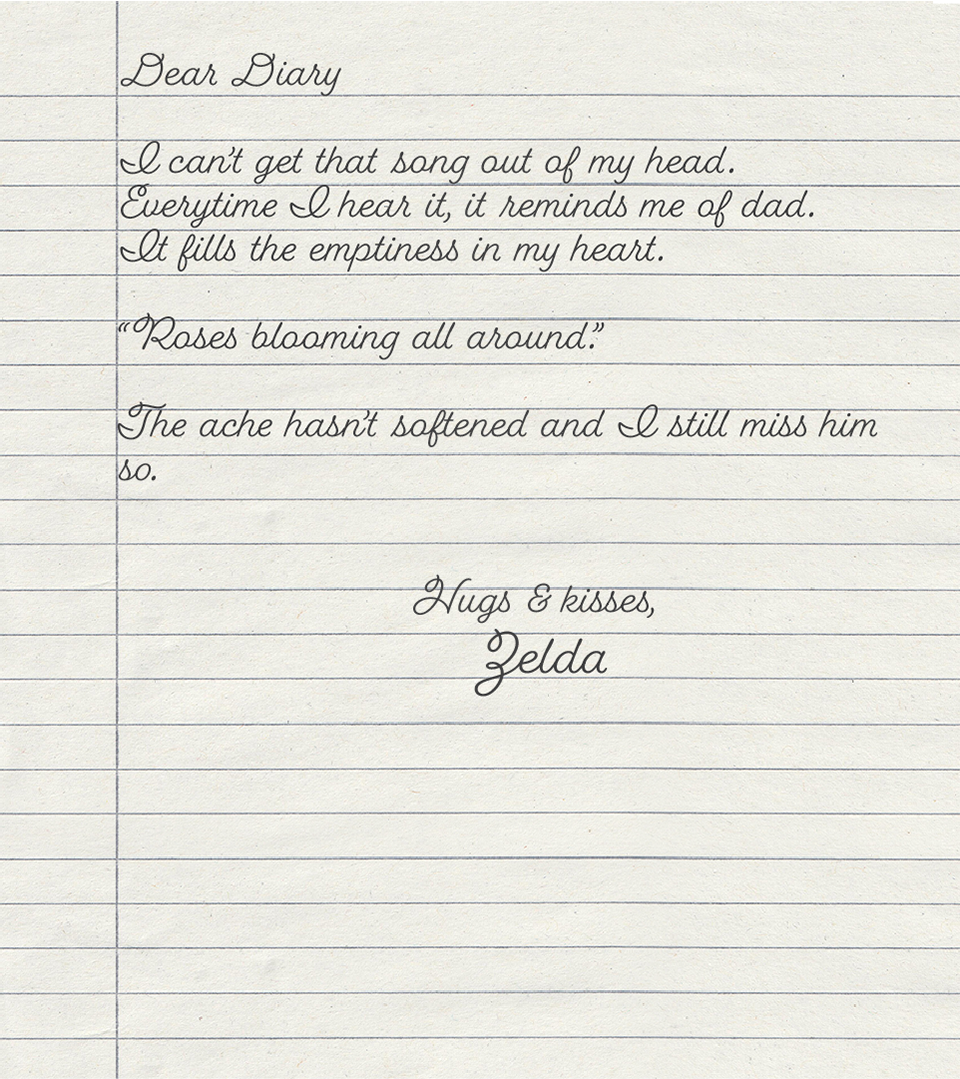 Dear Diary
I can't get that song out of my head.
Everytime I hear it, it reminds me of dad.
It fills the emptiness in my heart.
“Roses blooming all around.”
The ache hasn't softened and I still miss him
so.
Hugs & kisses,
Zelda